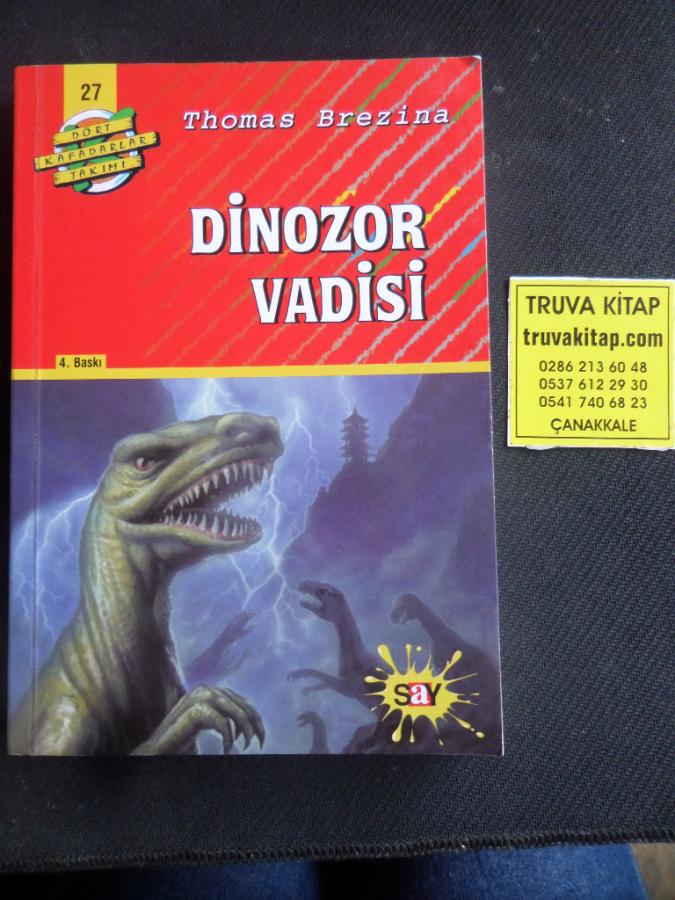 27
DÖRT
KAFADARLAR
TAKIMI
Thomas Brezina
DİNOZOR
VADİSİ
4. Baskı
SAY
TRUVA KİTAP
truvakitap.com
0286 213 60 48
0537 612 29 30
0541 740 68 23
ÇANAKKALE